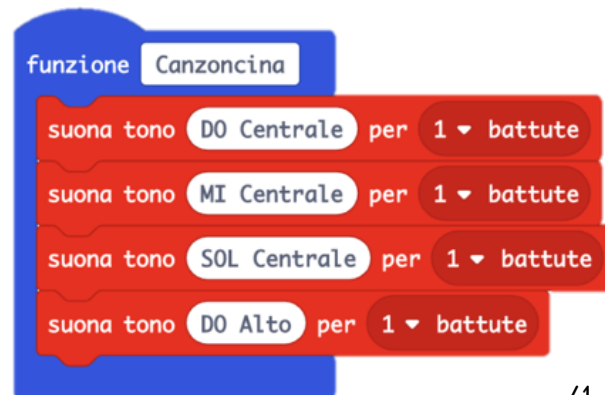 funzione Canzoncina
suona tono DO Centrale per 1 battute
suona tono MI Centrale per 1 battute
suona tono SOL Centrale per 1 battute
suona tono DO Alto per 1 battute